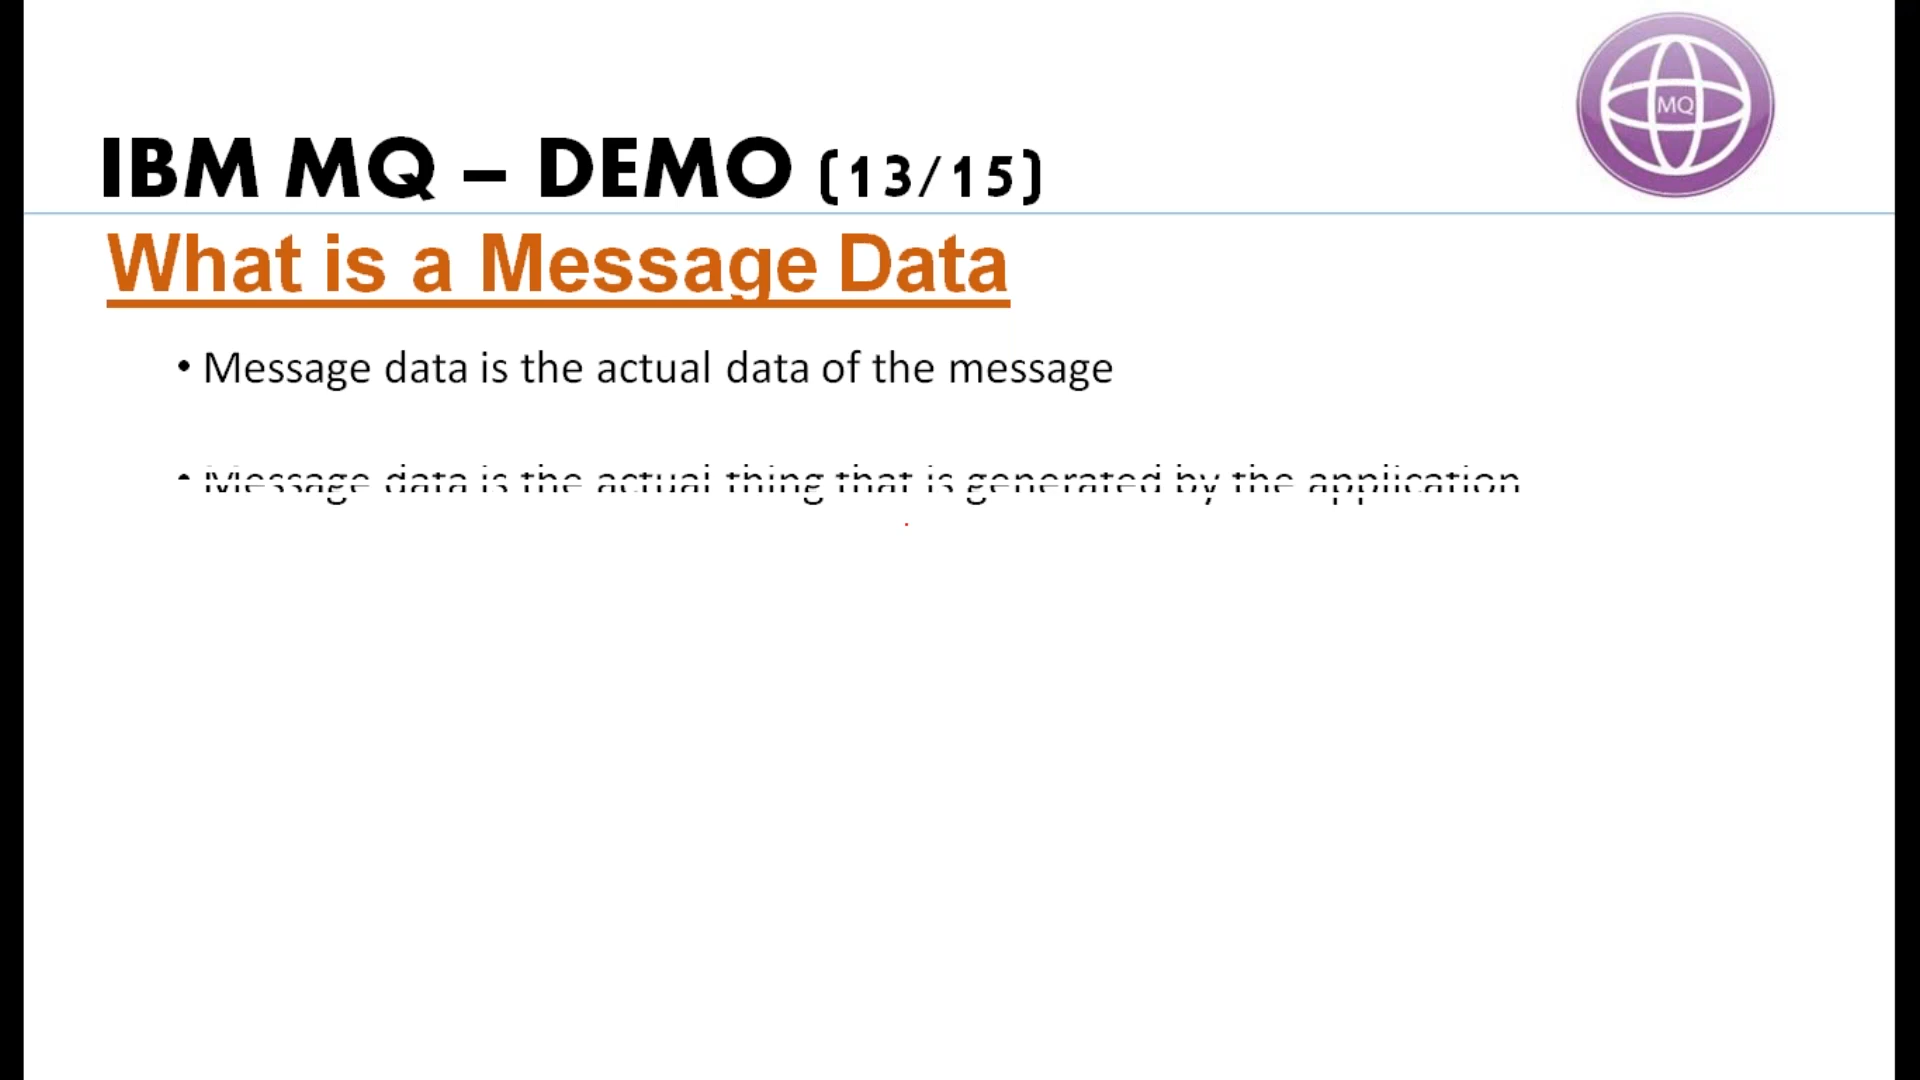 MQ
IBM MQ – DEMO (13/15)
What is a Message Data
• Message data is the actual data of the message
• Message data is the actual thing that is generated by the application